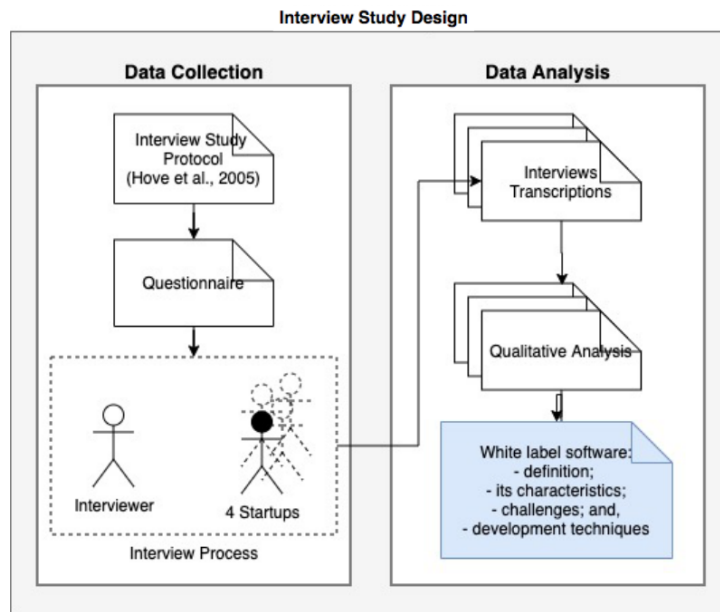 Interview Study Design
Data Collection
Interview Study
Protocol
(Hove et al., 2005)
Questionnaire
Interviewer
4 Startups
Interview Process
Data Analysis
Interviews
Transcriptions
Qualitative Analysis
White label software:
- definition;
- its characteristics;
- challenges; and,
- development techniques